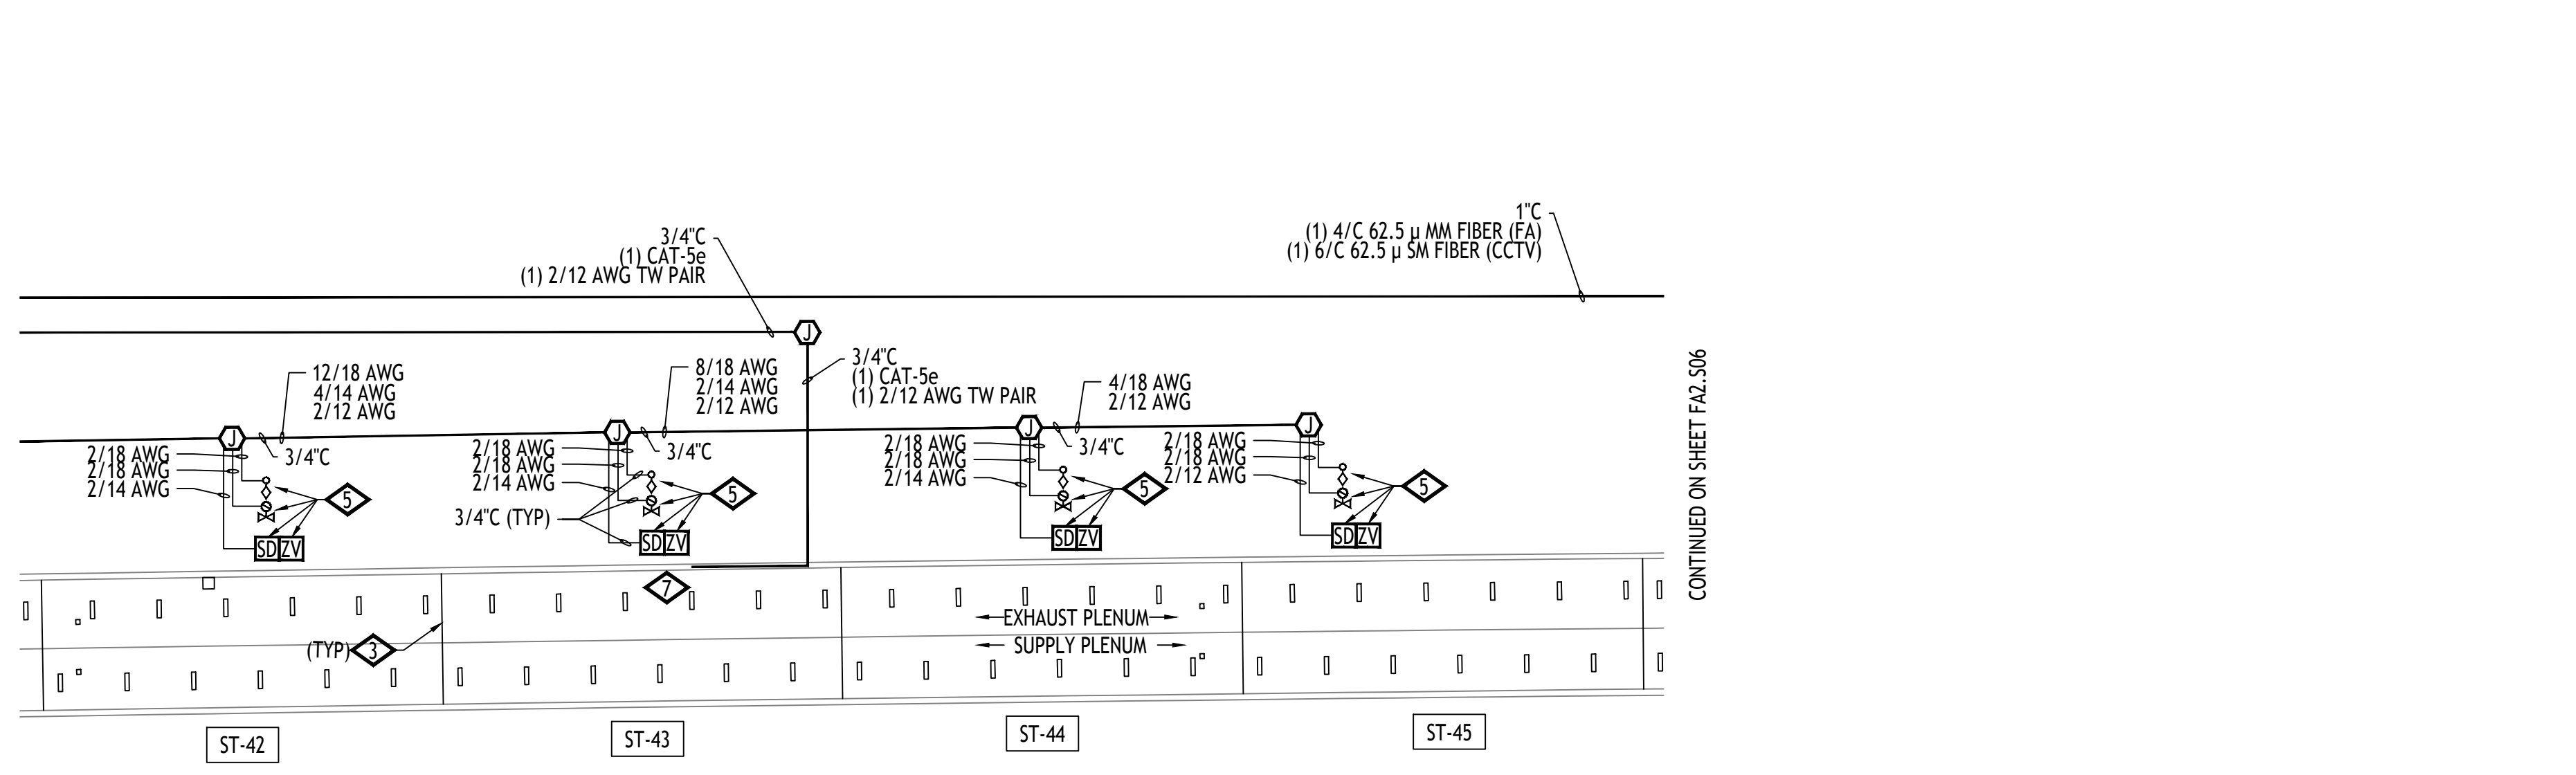 1"C
(1) 4/C 62.5 µ MM FIBER (FA)
(1) 6/C 62.5 µ SM FIBER (CCTV)
3/4"C
(1) CAT-5e
(1) 2/12 AWG TW PAIR
J
3/4"C
(1) CAT-5e
(1) 2/12 AWG TW PAIR
12/18 AWG
4/14 AWG
2/12 AWG
8/18 AWG
2/14 AWG
2/12 AWG
4/18 AWG
2/12 AWG
J
3/4"C
2/18 AWG
2/18 AWG
2/14 AWG
5
SD ZV
J
3/4"C
2/18 AWG
2/18 AWG
2/14 AWG
3/4"C (TYP)
5
SD ZV
J
3/4"C
2/18 AWG
2/18 AWG
2/14 AWG
5
SD ZV
J
2/18 AWG
2/18 AWG
2/12 AWG
5
SD ZV
7
EXHAUST PLENUM
SUPPLY PLENUM
(TYP) 3
ST-42
ST-43
ST-44
ST-45
CONTINUED ON SHEET FA2.S06